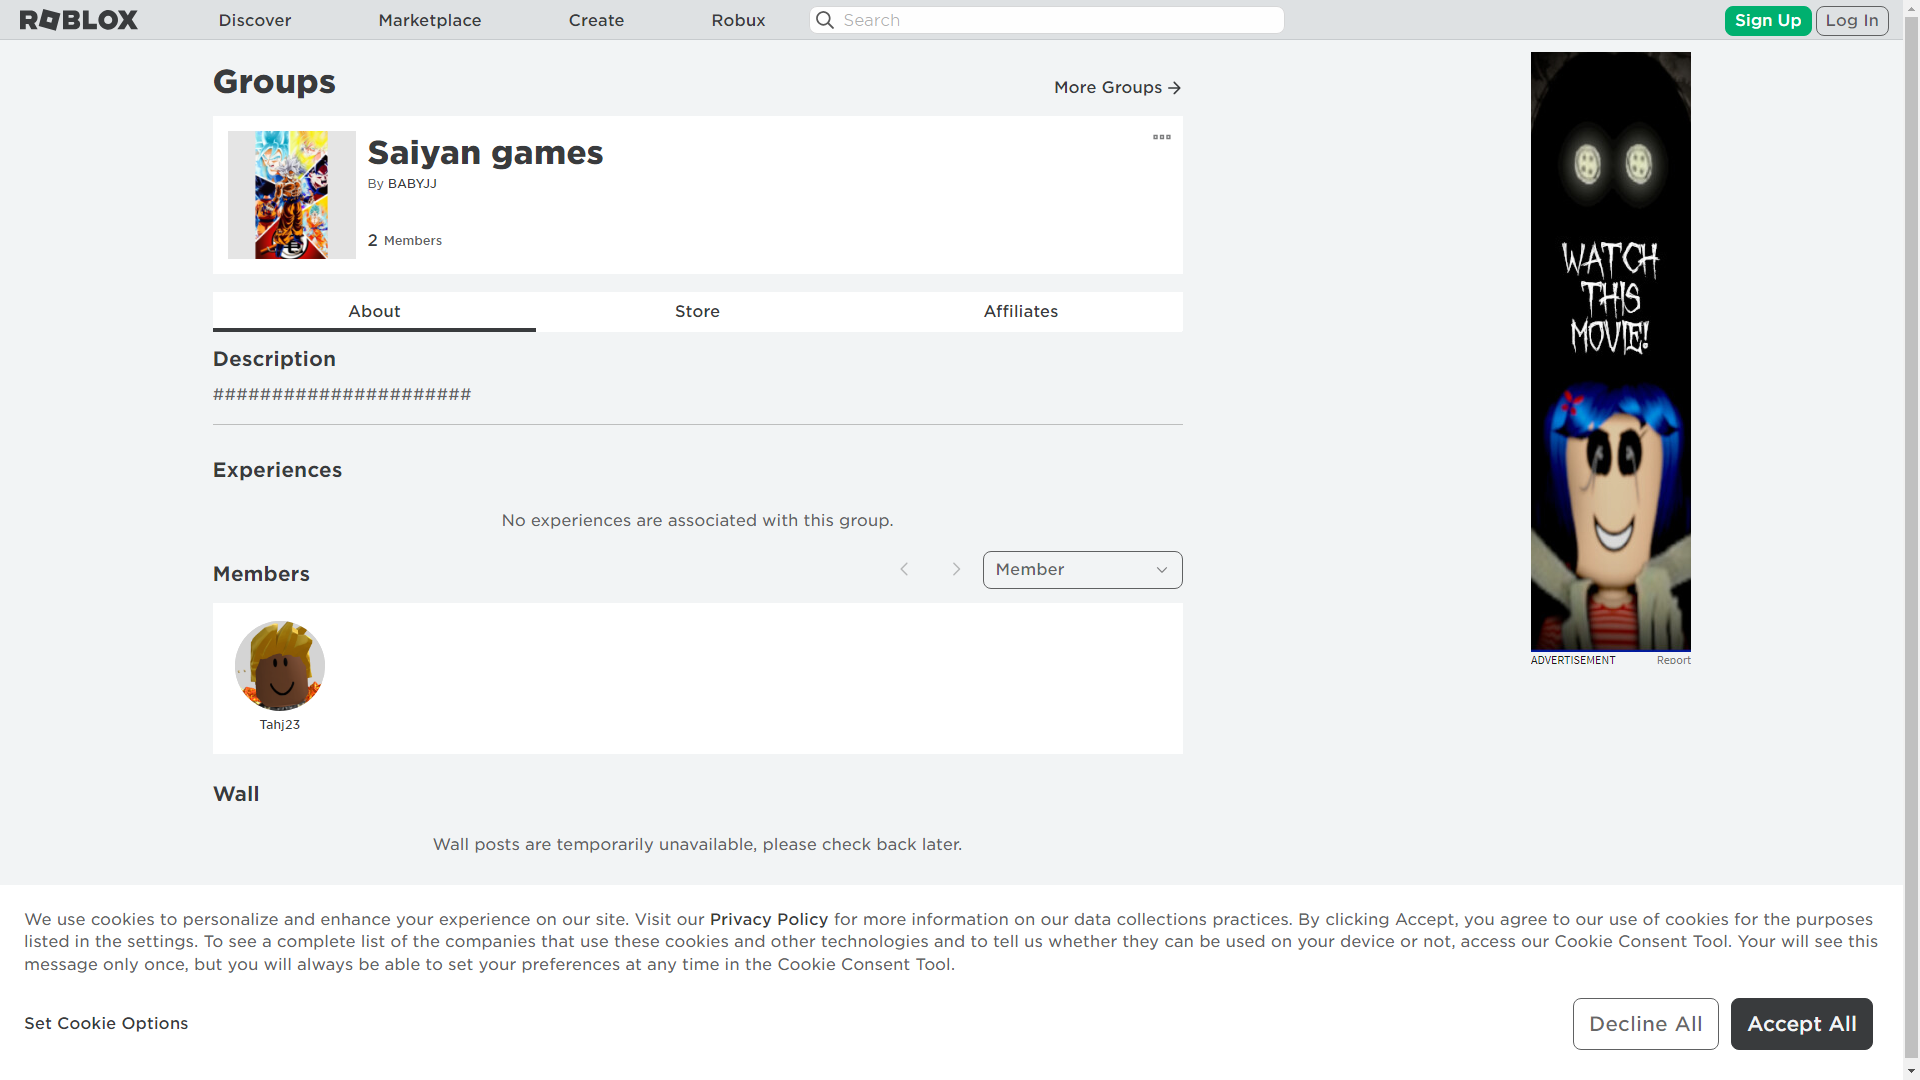 ROBLOX
Discover
Marketplace
Create
Robux
Search
Sign Up
Log In
Groups
More Groups
Saiyan games
By BABYJJ
2 Members
About
Store
Affiliates
Description
######################
Experiences
No experiences are associated with this group.
Members
Member
Tahj23
Wall
Wall posts are temporarily unavailable, please check back later.
WATCH
THIS
MOVIE!
ADVERTISEMENT
Report
We use cookies to personalize and enhance your experience on our site. Visit our Privacy Policy for more information on our data collections practices. By clicking Accept, you agree to our use of cookies for the purposes
listed in the settings. To see a complete list of the companies that use these cookies and other technologies and to tell us whether they can be used on your device or not, access our Cookie Consent Tool. Your will see this
message only once, but you will always be able to set your preferences at any time in the Cookie Consent Tool.
Set Cookie Options
Decline All
Accept All